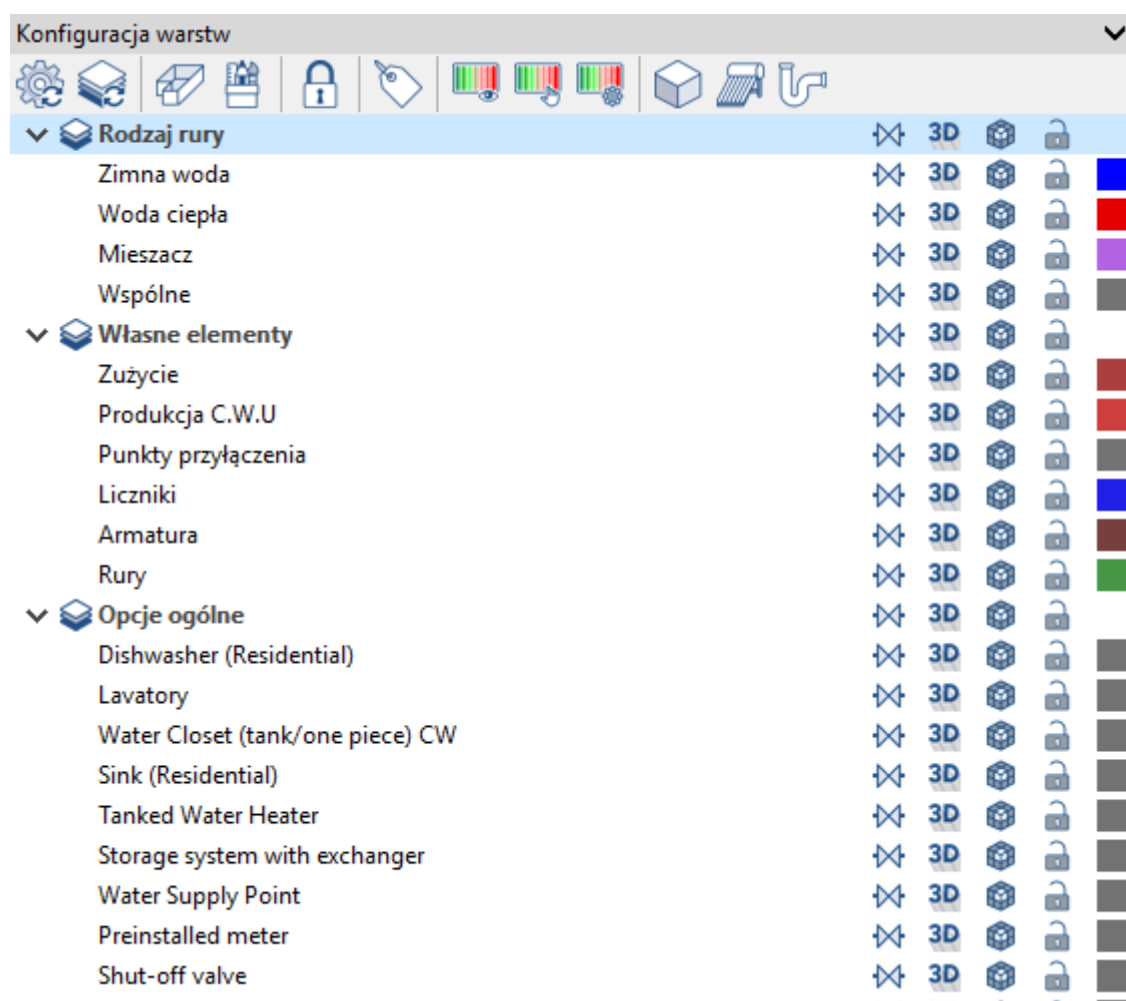 Konfiguracja warstw
Rodzaj rury 3D
Zimna woda 3D
Woda ciepła 3D
Mieszacz 3D
Wspólne 3D
Własne elementy 3D
Zużycie 3D
Produkcja C.W.U 3D
Punkty przyłączenia 3D
Liczniki 3D
Armatura 3D
Rury 3D
Opcje ogólne 3D
Dishwasher (Residential) 3D
Lavatory 3D
Water Closet (tank/one piece) CW 3D
Sink (Residential) 3D
Tanked Water Heater 3D
Storage system with exchanger 3D
Water Supply Point 3D
Preinstalled meter 3D
Shut-off valve 3D